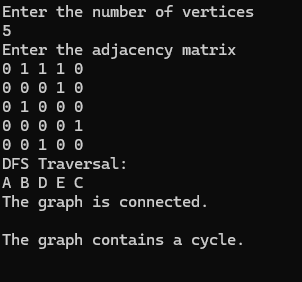 Enter the number of vertices
5
Enter the adjacency matrix
0 1 1 1 0
0 0 0 1 0
0 1 0 0 0
0 0 0 0 1
0 0 1 0 0
DFS Traversal:
A B D E C
The graph is connected.
The graph contains a cycle.